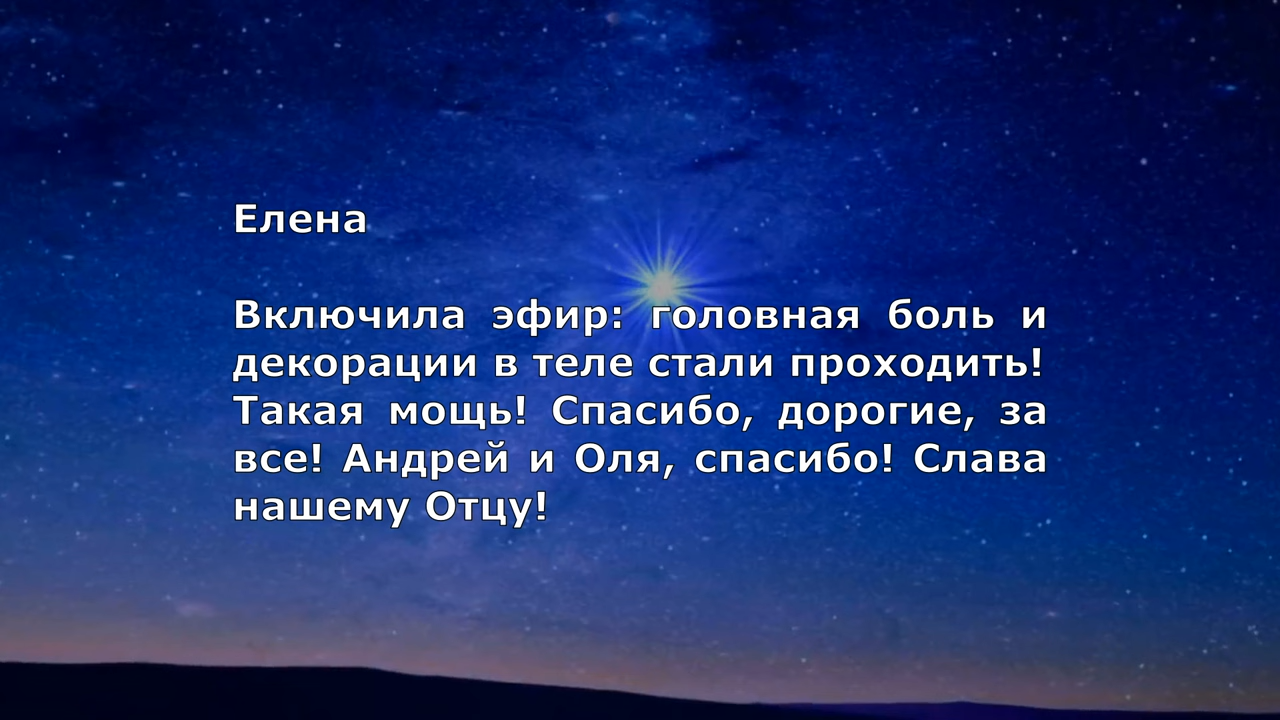 Елена
Включила эфир: головная боль и
декорации в теле стали проходить!
Такая мощь! Спасибо, дорогие, за
все! Андрей и Оля, спасибо! Слава
нашему Отцу!